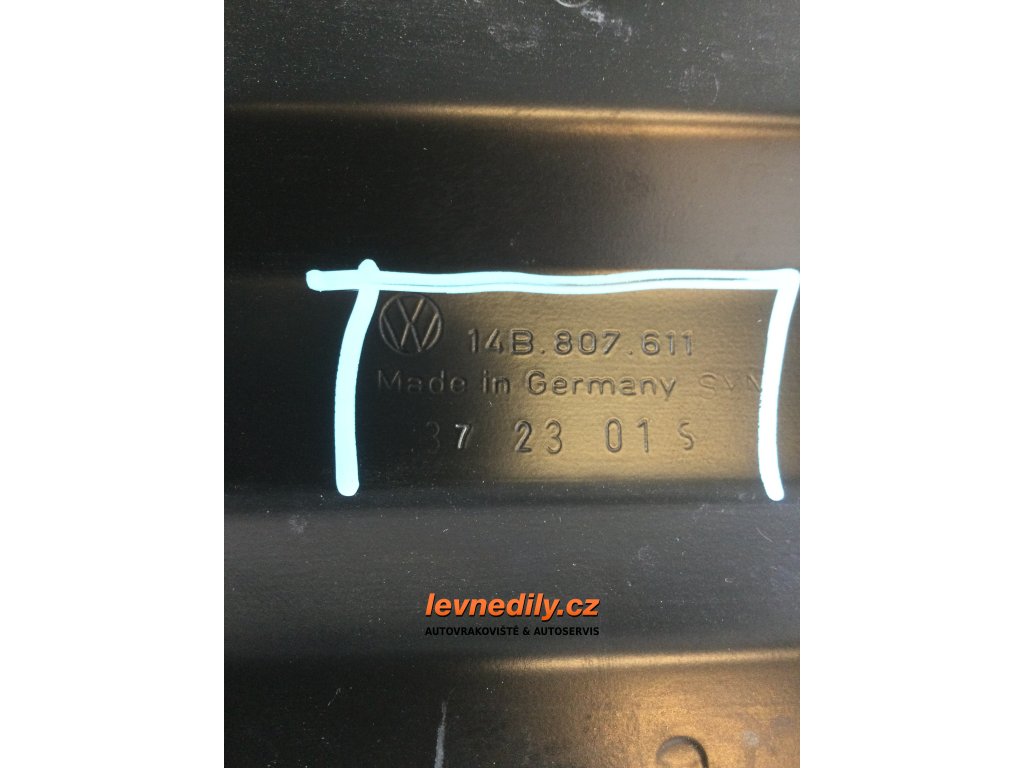 14B.807.611
Made in Germany
37 23 01 S
levnedily.cz
AUTOVRAKOVIŠTĚ & AUTOSERVIS